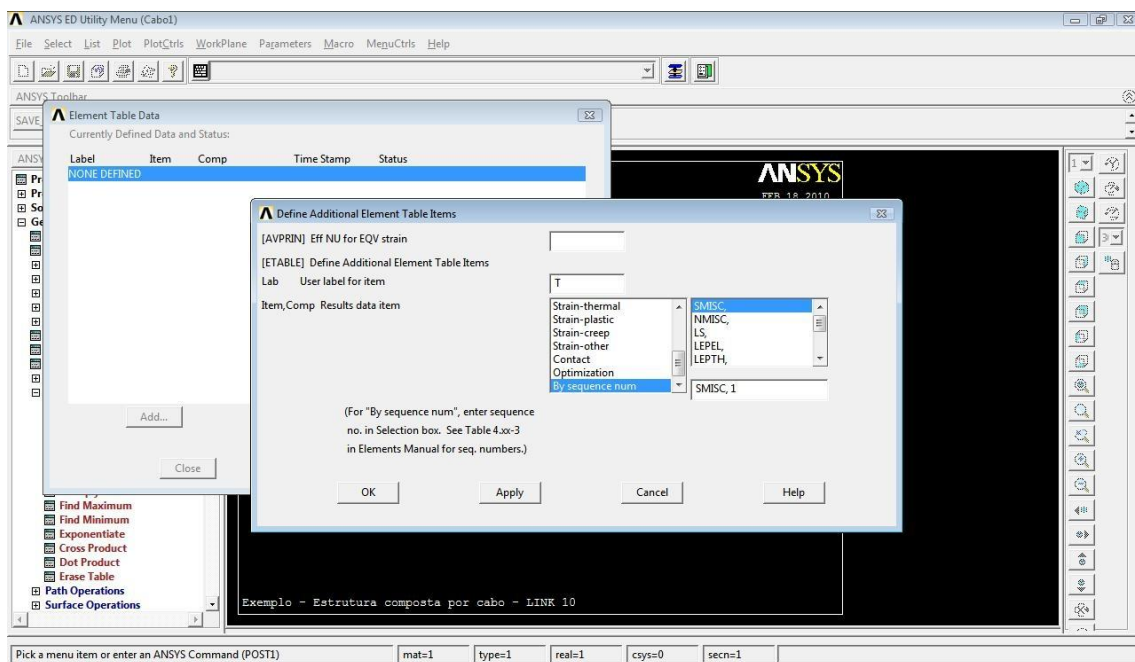 ANSYS ED Utility Menu (Cabo1)
File Select List Plot PlotCtrls WorkPlane Parameters Macro MenuCtrls Help
ANSYS Toolbar
SAVE_
Element Table Data
Currently Defined Data and Status:
Label Item Comp Time Stamp Status
NONE DEFINED
Add...
Close
ANSY
Pr
Pr
So
Ge
ANSYS
FEB 18 2010
1
3
Define Additional Element Table Items
[AVPRIN] Eff NU for EQV strain
[ETABLE] Define Additional Element Table Items
Lab User label for item T
Item,Comp Results data item
Strain-thermal
Strain-plastic
Strain-creep
Strain-other
Contact
Optimization
By sequence num
SMISC,
NMISC,
LS,
LEPEL,
LEPTH,
SMISC, 1
(For "By sequence num", enter sequence
no. in Selection box. See Table 4.xx-3
in Elements Manual for seq. numbers.)
OK Apply Cancel Help
Find Maximum
Find Minimum
Exponentiate
Cross Product
Dot Product
Erase Table
Path Operations
Surface Operations
Exemplo - Estrutura composta por cabo - LINK 10
Pick a menu item or enter an ANSYS Command (POST1) mat=1 type=1 real=1 csys=0 secn=1